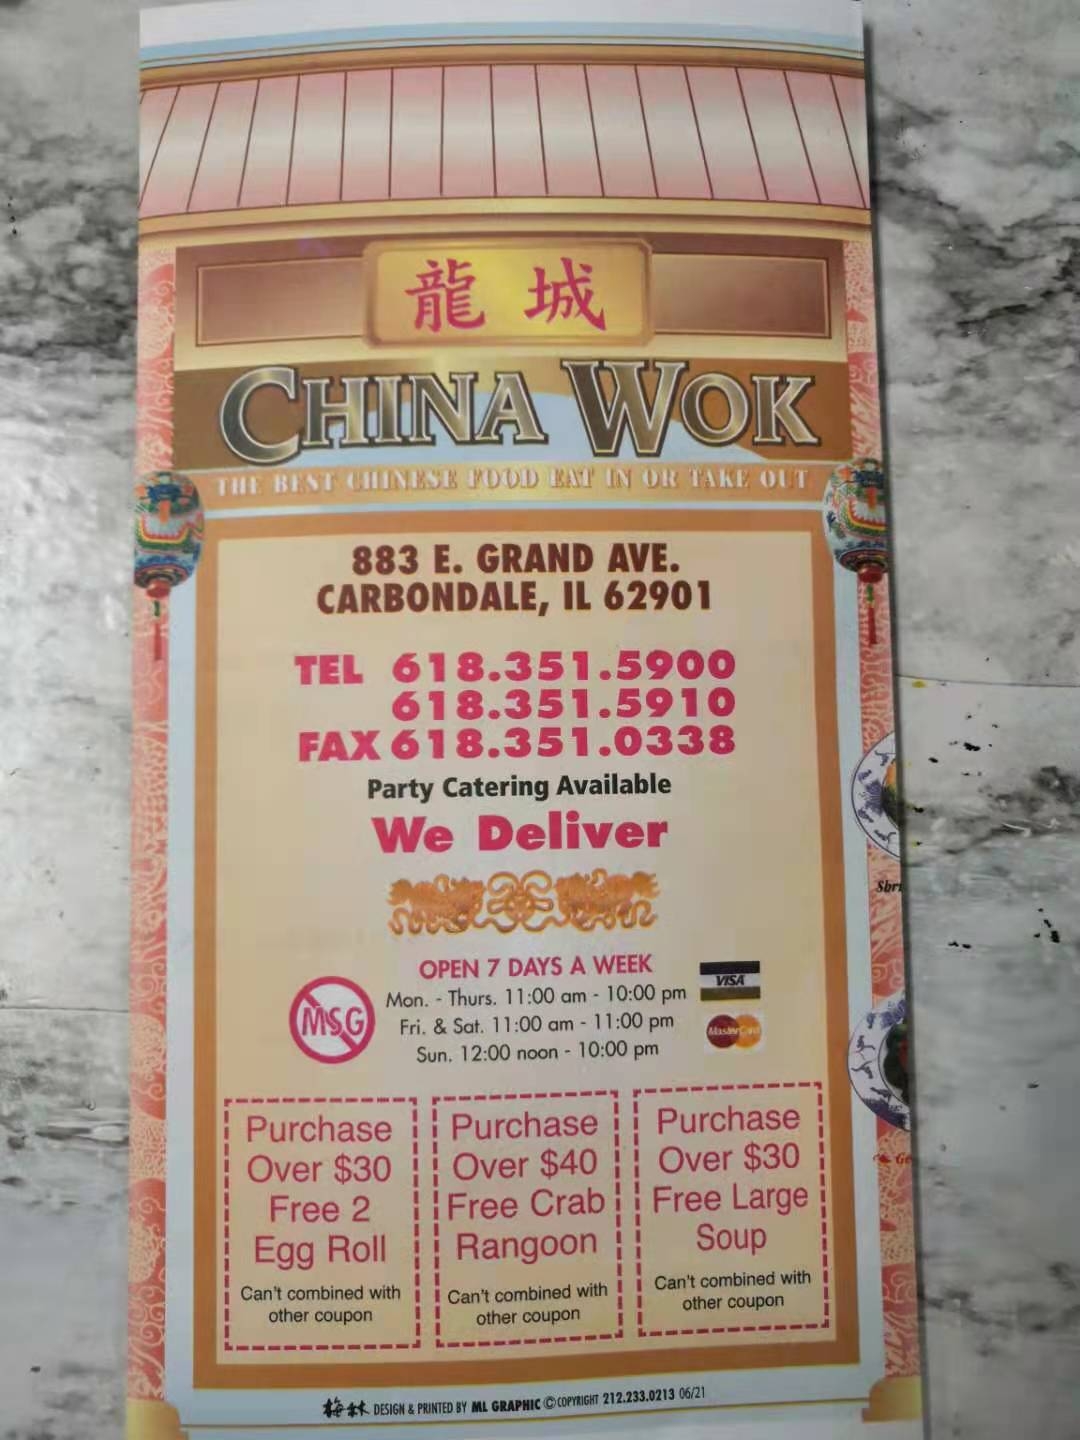 龍 城
CHINA WOK
THE BEST CHINESE FOOD EAT IN OR TAKE OUT
883 E. GRAND AVE.
CARBONDALE, IL 62901
TEL 618.351.5900
618.351.5910
FAX 618.351.0338
Party Catering Available
We Deliver
OPEN 7 DAYS A WEEK
MSG
Mon. - Thurs. 11:00 am - 10:00 pm
Fri. & Sat. 11:00 am - 11:00 pm
Sun. 12:00 noon - 10:00 pm
VISA
MasterCard
Purchase
Over $30
Free 2
Egg Roll
Can't combined with
other coupon
Purchase
Over $40
Free Crab
Rangoon
Can't combined with
other coupon
Purchase
Over $30
Free Large
Soup
Can't combined with
other coupon
梅林 DESIGN & PRINTED BY ML GRAPHIC © COPYRIGHT 212.233.0213 06/21